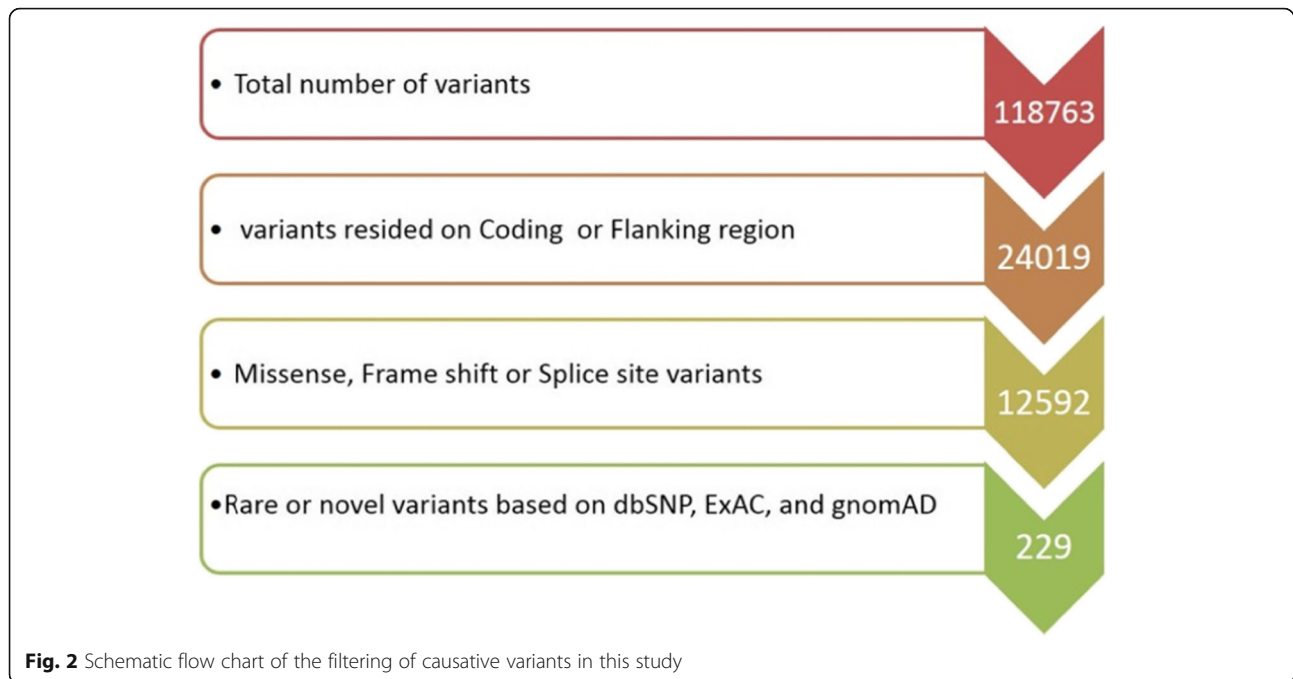 • Total number of variants
118763
• variants resided on Coding or Flanking region
24019
• Missense, Frame shift or Splice site variants
12592
•Rare or novel variants based on dbSNP, ExAC, and gnomAD
229
Fig. 2 Schematic flow chart of the filtering of causative variants in this study